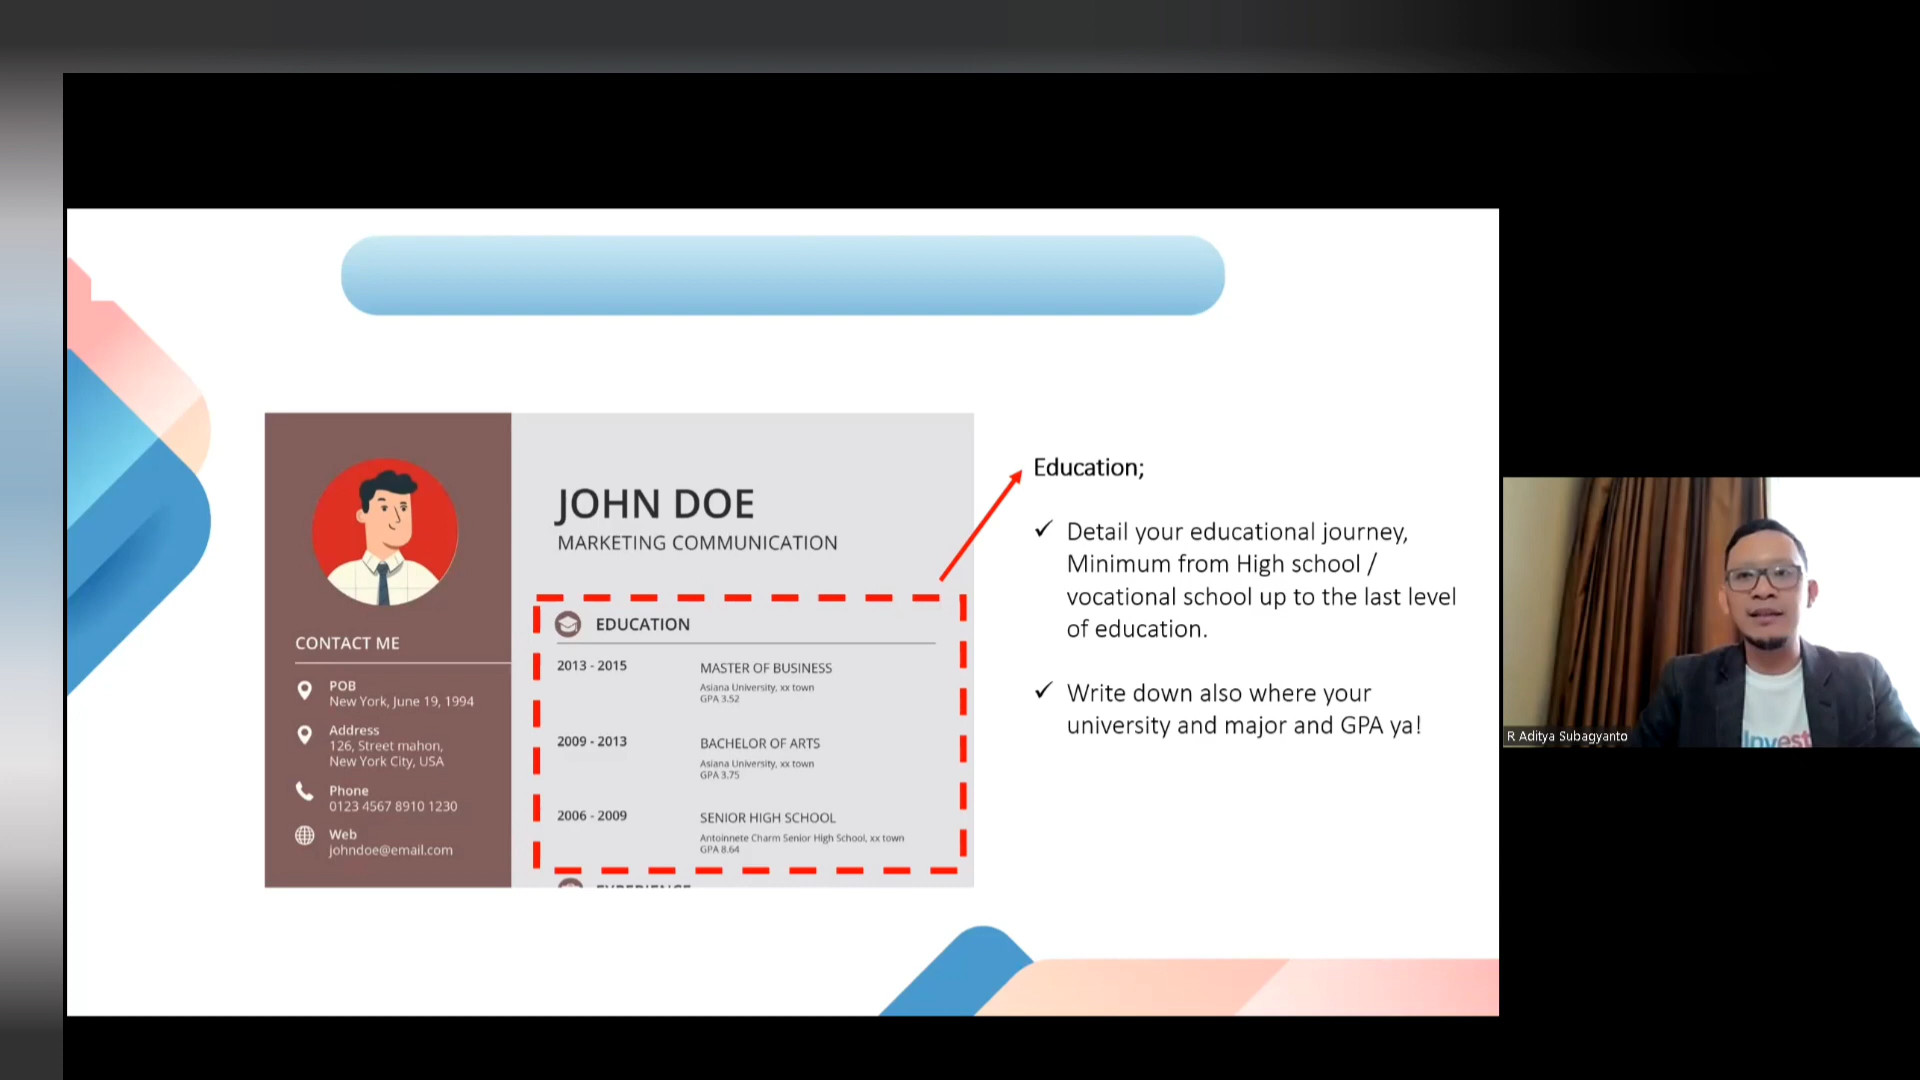 JOHN DOE
MARKETING COMMUNICATION
CONTACT ME
POB
New York, June 19, 1994
Address
126, Street mahon,
New York City, USA
Phone
0123 4567 8910 1230
Web
johndoe@email.com
EDUCATION
2013 - 2015
MASTER OF BUSINESS
Asiana University, xx town
GPA 3.52
2009 - 2013
BACHELOR OF ARTS
Asiana University, xx town
GPA 3.75
2006 - 2009
SENIOR HIGH SCHOOL
Antoinnete Charm Senior High School, xx town
GPA 8.64
EXPERIENCE
Education;
✓ Detail your educational journey,
Minimum from High school /
vocational school up to the last level
of education.
✓ Write down also where your
university and major and GPA ya!
Invest
R Aditya Subagyanto